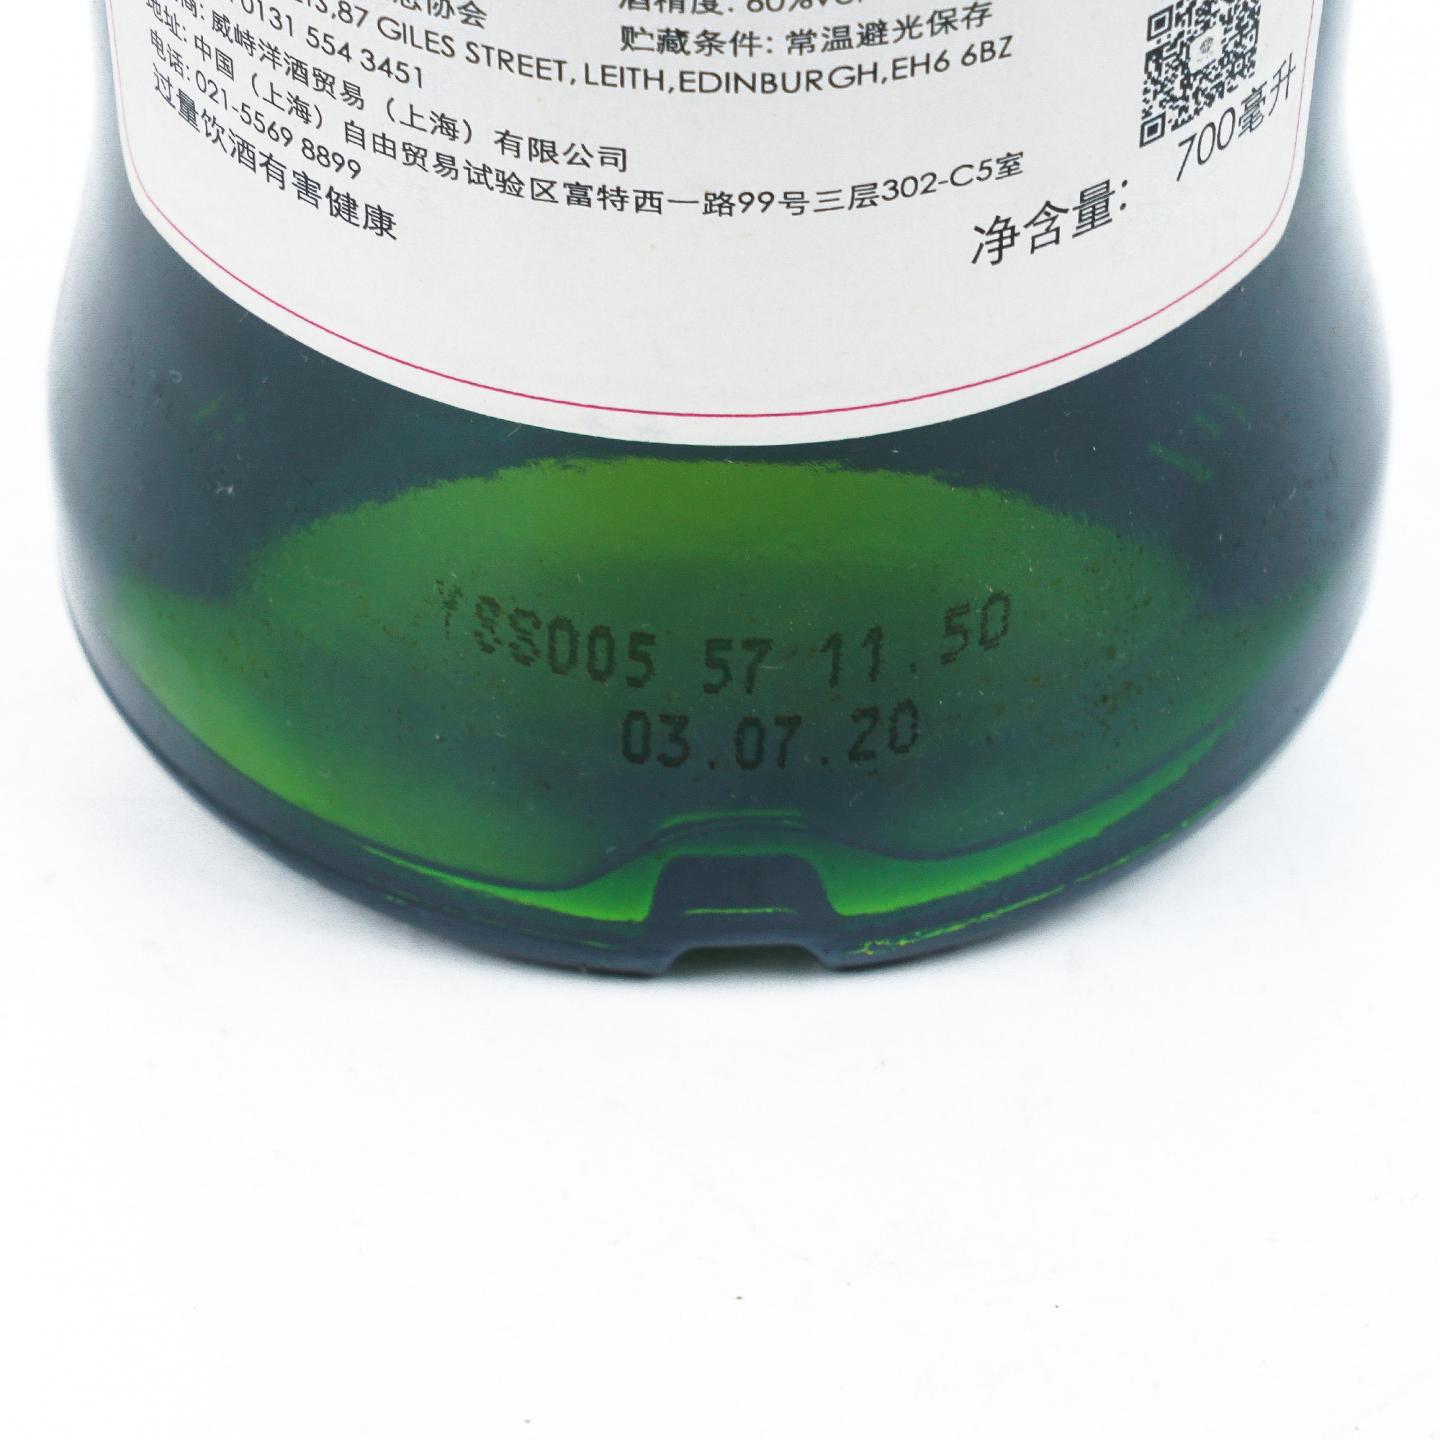 协会
酒精度: 60%
,87 GILES STREET, LEITH,EDINBURGH,EH6 6BZ
贮藏条件: 常温避光保存
0131 554 3451
商: 威峙洋酒贸易（上海）有限公司
地址: 中国（上海）自由贸易试验区富特西一路99号三层302-C5室
电话: 021-5569 8899
过量饮酒有害健康
净含量: 700毫升
005 57 11.50
03.07.20